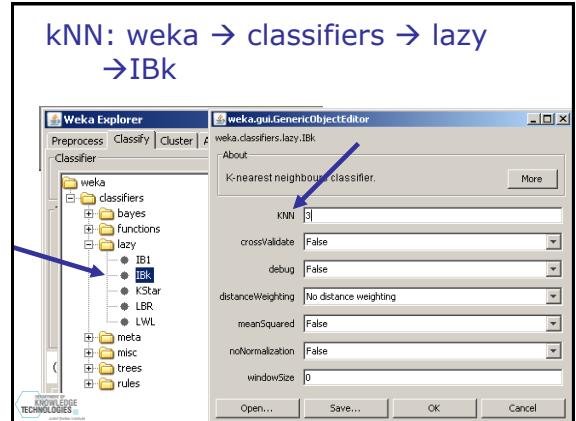 kNN: weka → classifiers → lazy
→IBk
Weka Explorer
Preprocess Classify Cluster A
Classifier
weka
classifiers
bayes
functions
lazy
IB1
IBk
KStar
LBR
LWL
meta
misc
trees
rules
(
weka.gui.GenericObjectEditor
weka.classifiers.lazy.IBk
About
K-nearest neighbours classifier.
More
KNN 3
crossValidate False
debug False
distanceWeighting No distance weighting
meanSquared False
noNormalization False
windowSize 0
Open... Save... OK Cancel
DEPARTMENT OF
KNOWLEDGE
TECHNOLOGIES